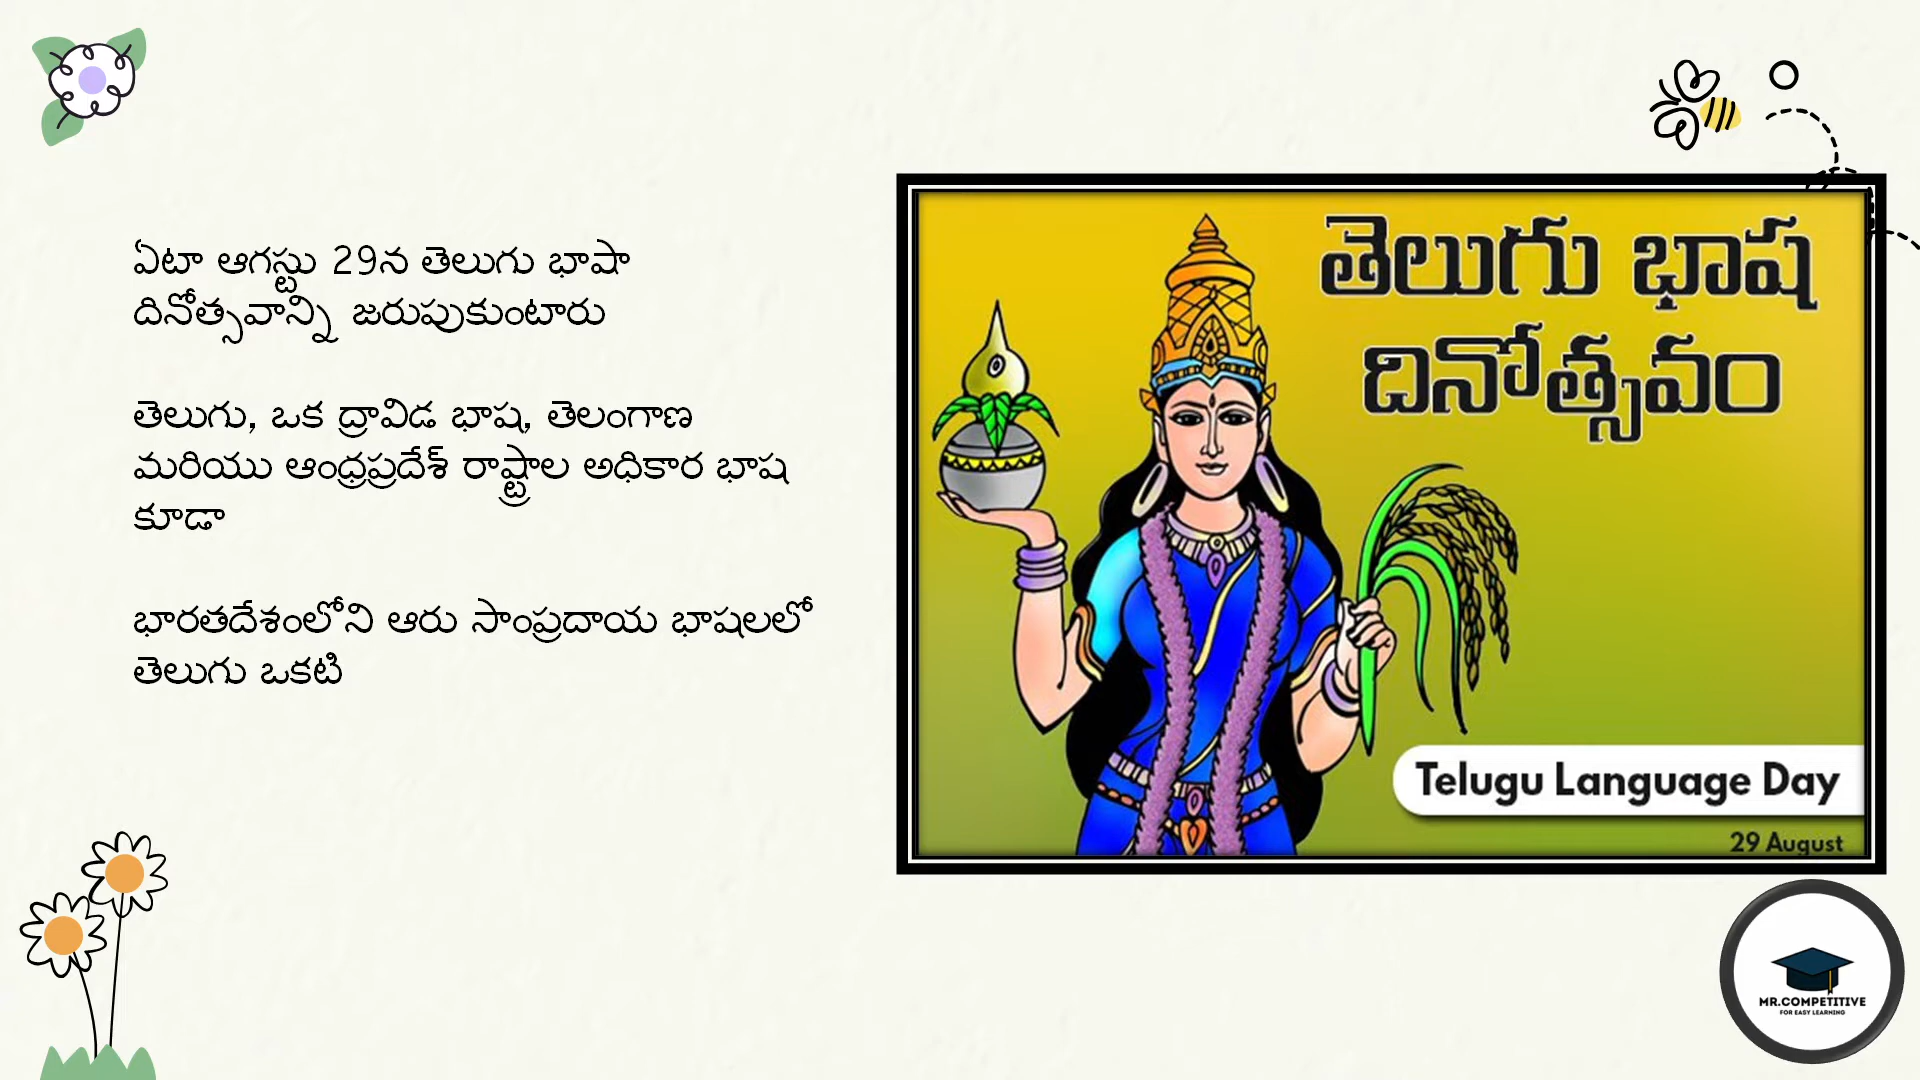 ఏటా ఆగస్టు 29న తెలుగు భాషా
దినోత్సవాన్ని జరుపుకుంటారు
తెలుగు, ఒక ద్రావిడ భాష, తెలంగాణ
మరియు ఆంధ్రప్రదేశ్ రాష్ట్రాల అధికార భాష
కూడా
భారతదేశంలోని ఆరు సాంప్రదాయ భాషలలో
తెలుగు ఒకటి
తెలుగు భాష
దినోత్సవం
Telugu Language Day
29 August
MR.COMPETITIVE
FOR EASY LEARNING